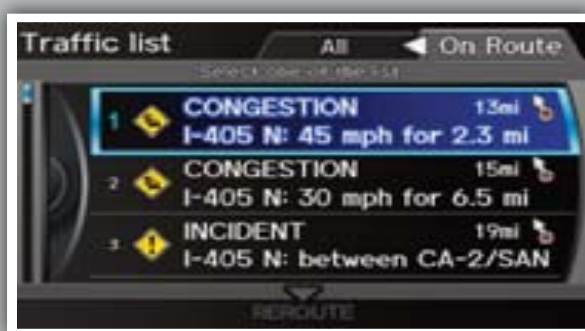 Traffic list All On Route
Select one of the list
1 CONGESTION 13mi
I-405 N: 45 mph for 2.3 mi
2 CONGESTION 15mi
I-405 N: 30 mph for 6.5 mi
3 INCIDENT 19mi
I-405 N: between CA-2/SAN
REROUTE